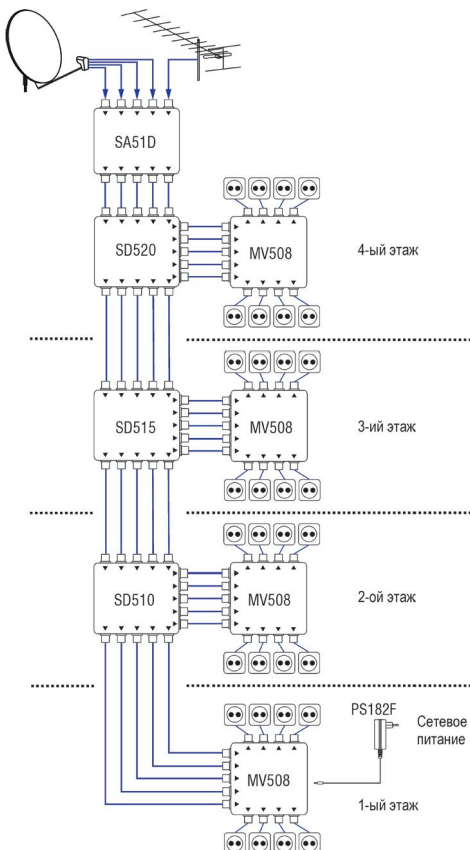 SA51D
SD520
MV508
4-ый этаж
SD515
MV508
3-ий этаж
SD510
MV508
2-ой этаж
PS182F
Сетевое
питание
MV508
1-ый этаж